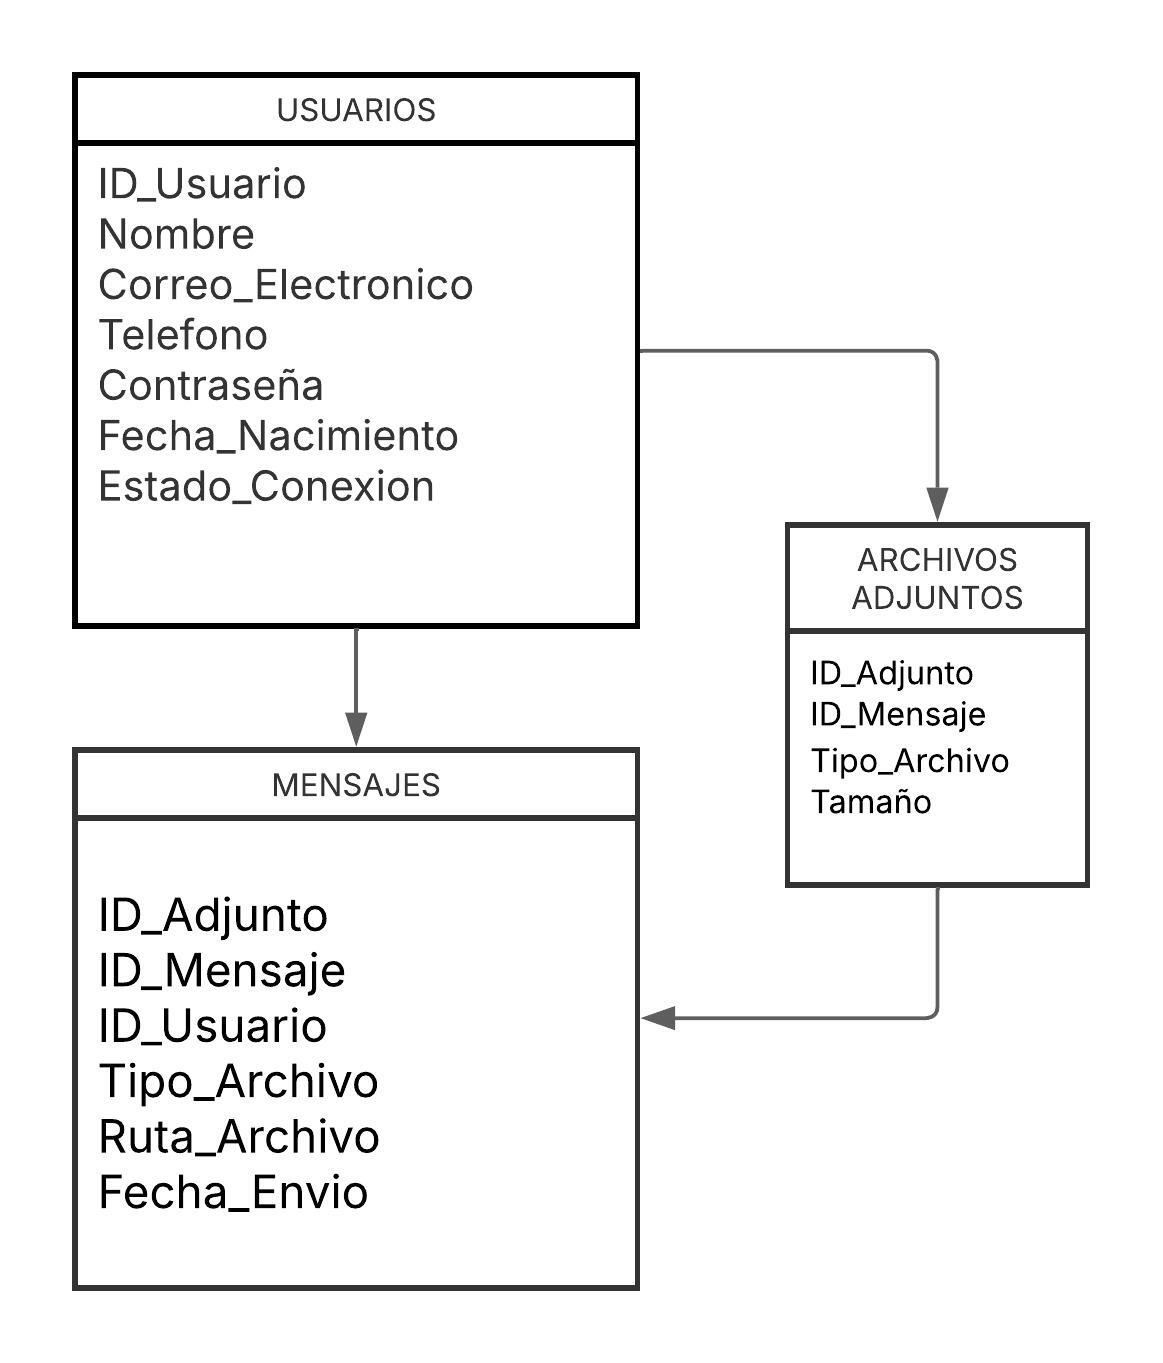 USUARIOS
ID_Usuario
Nombre
Correo_Electronico
Telefono
Contraseña
Fecha_Nacimiento
Estado_Conexion
ARCHIVOS
ADJUNTOS
ID_Adjunto
ID_Mensaje
Tipo_Archivo
Tamaño
MENSAJES
ID_Adjunto
ID_Mensaje
ID_Usuario
Tipo_Archivo
Ruta_Archivo
Fecha_Envio